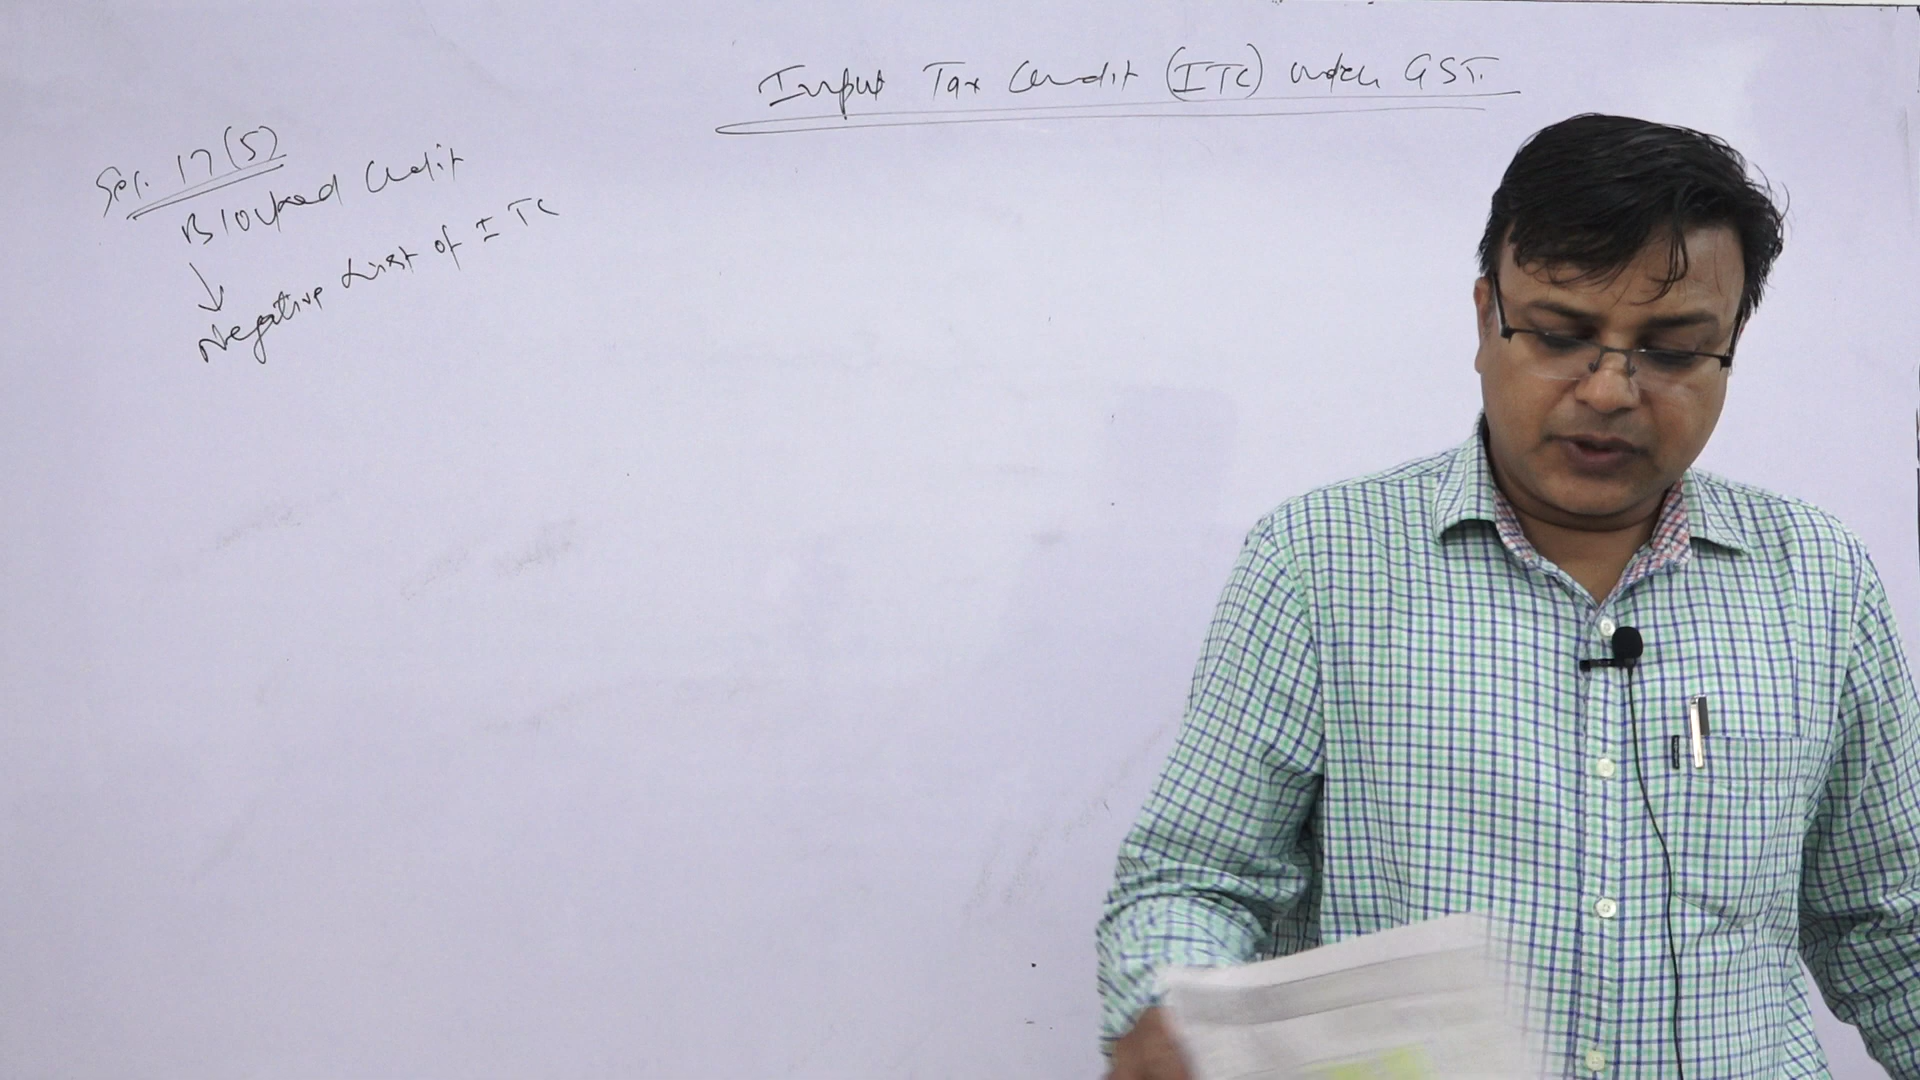 Input Tax Credit (ITC) under GST.
Sec. 17(5)
Blocked Credit
↓
Negative List of ITC